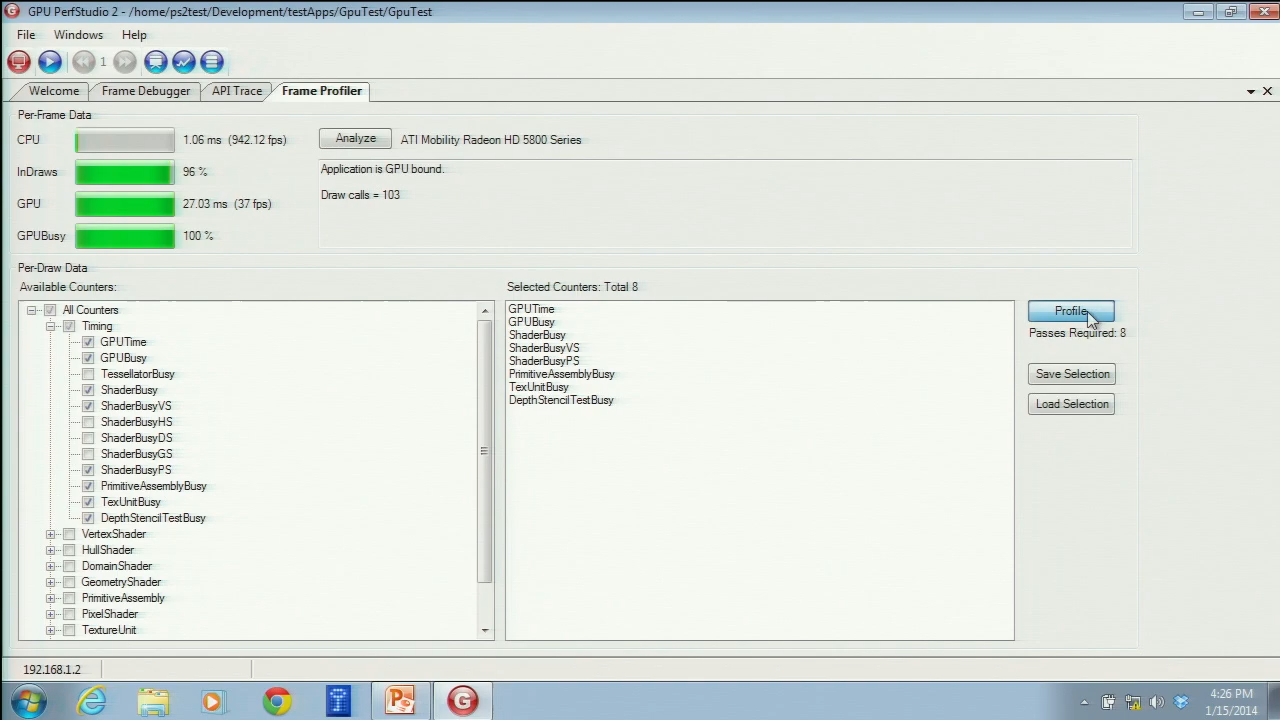 GPU PerfStudio 2 - /home/ps2test/Development/testApps/GpuTest/GpuTest
File Windows Help
1
Welcome Frame Debugger API Trace Frame Profiler
Per-Frame Data
CPU 1.06 ms (942.12 fps) Analyze ATI Mobility Radeon HD 5800 Series
InDraws 96 % Application is GPU bound.
Draw calls = 103
GPU 27.03 ms (37 fps)
GPUBusy 100 %
Per-Draw Data
Available Counters:
All Counters
Timing
GPUTime
GPUBusy
TessellatorBusy
ShaderBusy
ShaderBusyVS
ShaderBusyHS
ShaderBusyDS
ShaderBusyGS
ShaderBusyPS
PrimitiveAssemblyBusy
TexUnitBusy
DepthStencilTestBusy
VertexShader
HullShader
DomainShader
GeometryShader
PrimitiveAssembly
PixelShader
TextureUnit
Selected Counters: Total 8
GPUTime
GPUBusy
ShaderBusy
ShaderBusyVS
ShaderBusyPS
PrimitiveAssemblyBusy
TexUnitBusy
DepthStencilTestBusy
Profile
Passes Required: 8
Save Selection
Load Selection
192.168.1.2
4:26 PM
1/15/2014